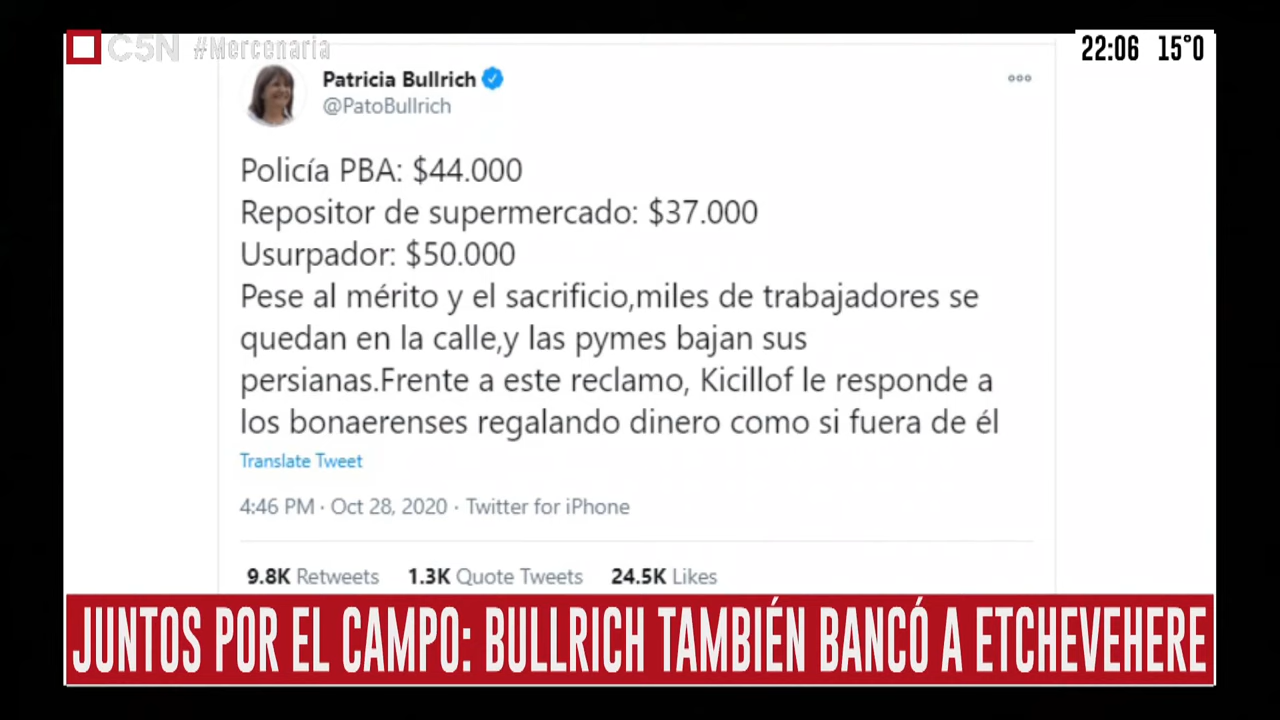 C5N #Mercenaria
22:06 15°0
Patricia Bullrich
@PatoBullrich
Policía PBA: $44.000
Repositor de supermercado: $37.000
Usurpador: $50.000
Pese al mérito y el sacrificio,miles de trabajadores se
quedan en la calle,y las pymes bajan sus
persianas.Frente a este reclamo, Kicillof le responde a
los bonaerenses regalando dinero como si fuera de él
Translate Tweet
4:46 PM · Oct 28, 2020 · Twitter for iPhone
9.8K Retweets 1.3K Quote Tweets 24.5K Likes
JUNTOS POR EL CAMPO: BULLRICH TAMBIÉN BANCÓ A ETCHEVEHERE